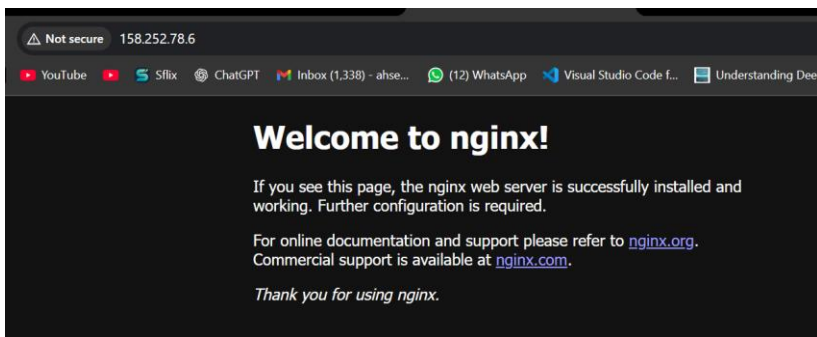 Not secure 158.252.78.6
YouTube Sflix ChatGPT Inbox (1,338) - ahse... (12) WhatsApp Visual Studio Code f... Understanding Dee
Welcome to nginx!
If you see this page, the nginx web server is successfully installed and
working. Further configuration is required.
For online documentation and support please refer to nginx.org.
Commercial support is available at nginx.com.
Thank you for using nginx.